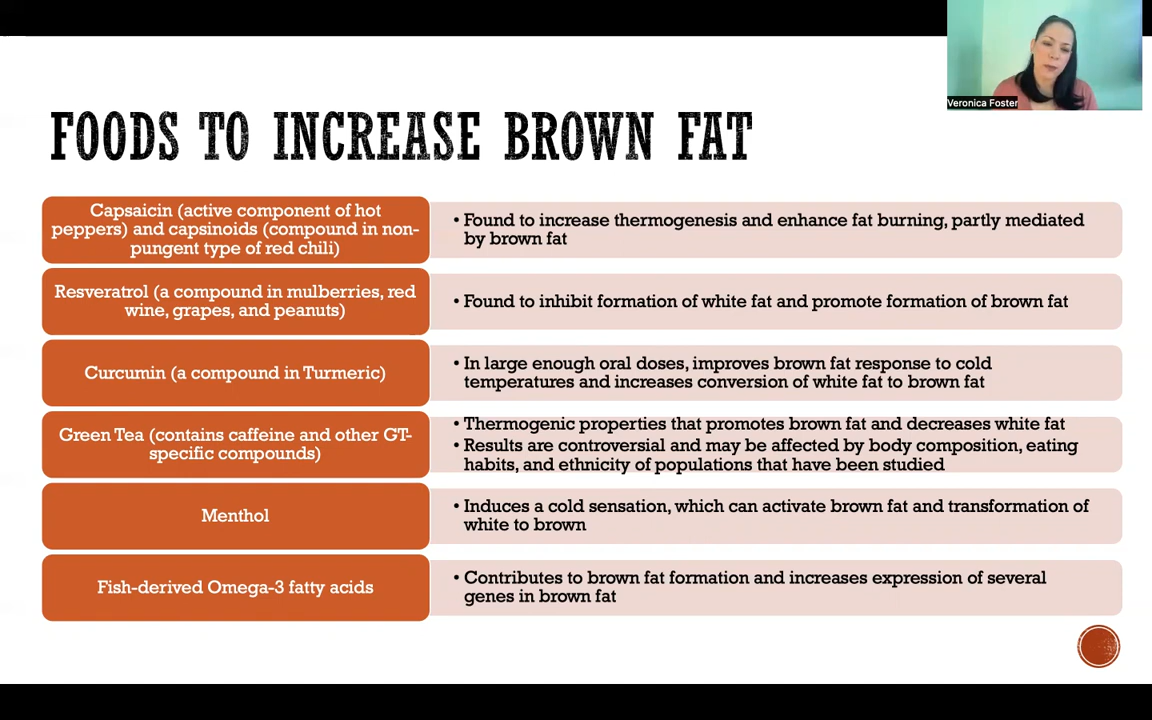 Veronica Foster
FOODS TO INCREASE BROWN FAT
Capsaicin (active component of hot
peppers) and capsinoids (compound in non-
pungent type of red chili)
• Found to increase thermogenesis and enhance fat burning, partly mediated
by brown fat
Resveratrol (a compound in mulberries, red
wine, grapes, and peanuts)
• Found to inhibit formation of white fat and promote formation of brown fat
Curcumin (a compound in Turmeric)
• In large enough oral doses, improves brown fat response to cold
temperatures and increases conversion of white fat to brown fat
Green Tea (contains caffeine and other GT-
specific compounds)
• Thermogenic properties that promotes brown fat and decreases white fat
• Results are controversial and may be affected by body composition, eating
habits, and ethnicity of populations that have been studied
Menthol
• Induces a cold sensation, which can activate brown fat and transformation of
white to brown
Fish-derived Omega-3 fatty acids
• Contributes to brown fat formation and increases expression of several
genes in brown fat